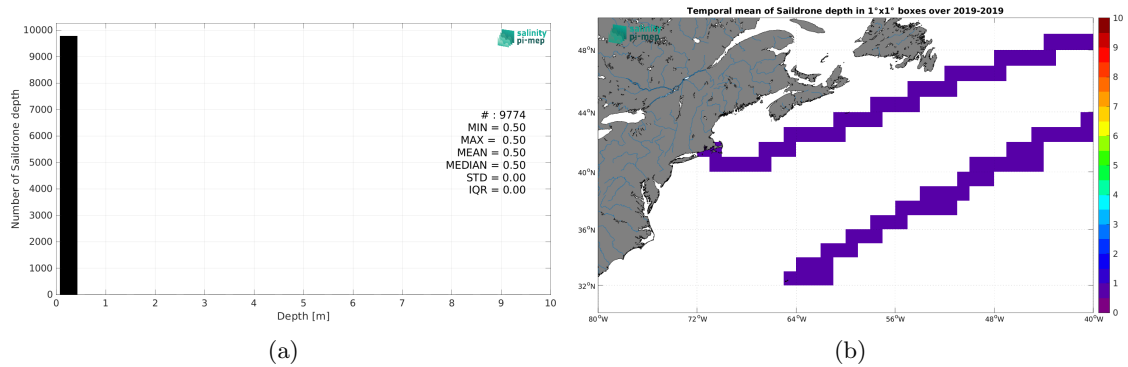 10000
9000
8000
7000
6000
5000
4000
3000
2000
1000
0
Number of Saildrone depth
salinity
pi-mep
# : 9774
MIN = 0.50
MAX = 0.50
MEAN = 0.50
MEDIAN = 0.50
STD = 0.00
IQR = 0.00
0 1 2 3 4 5 6 7 8 9 10
Depth [m]
(a)
Temporal mean of Saildrone depth in 1°x1° boxes over 2019-2019
salinity
pi-mep
48°N
44°N
40°N
36°N
32°N
80°W 72°W 64°W 56°W 48°W 40°W
10
9
8
7
6
5
4
3
2
1
0
(b)